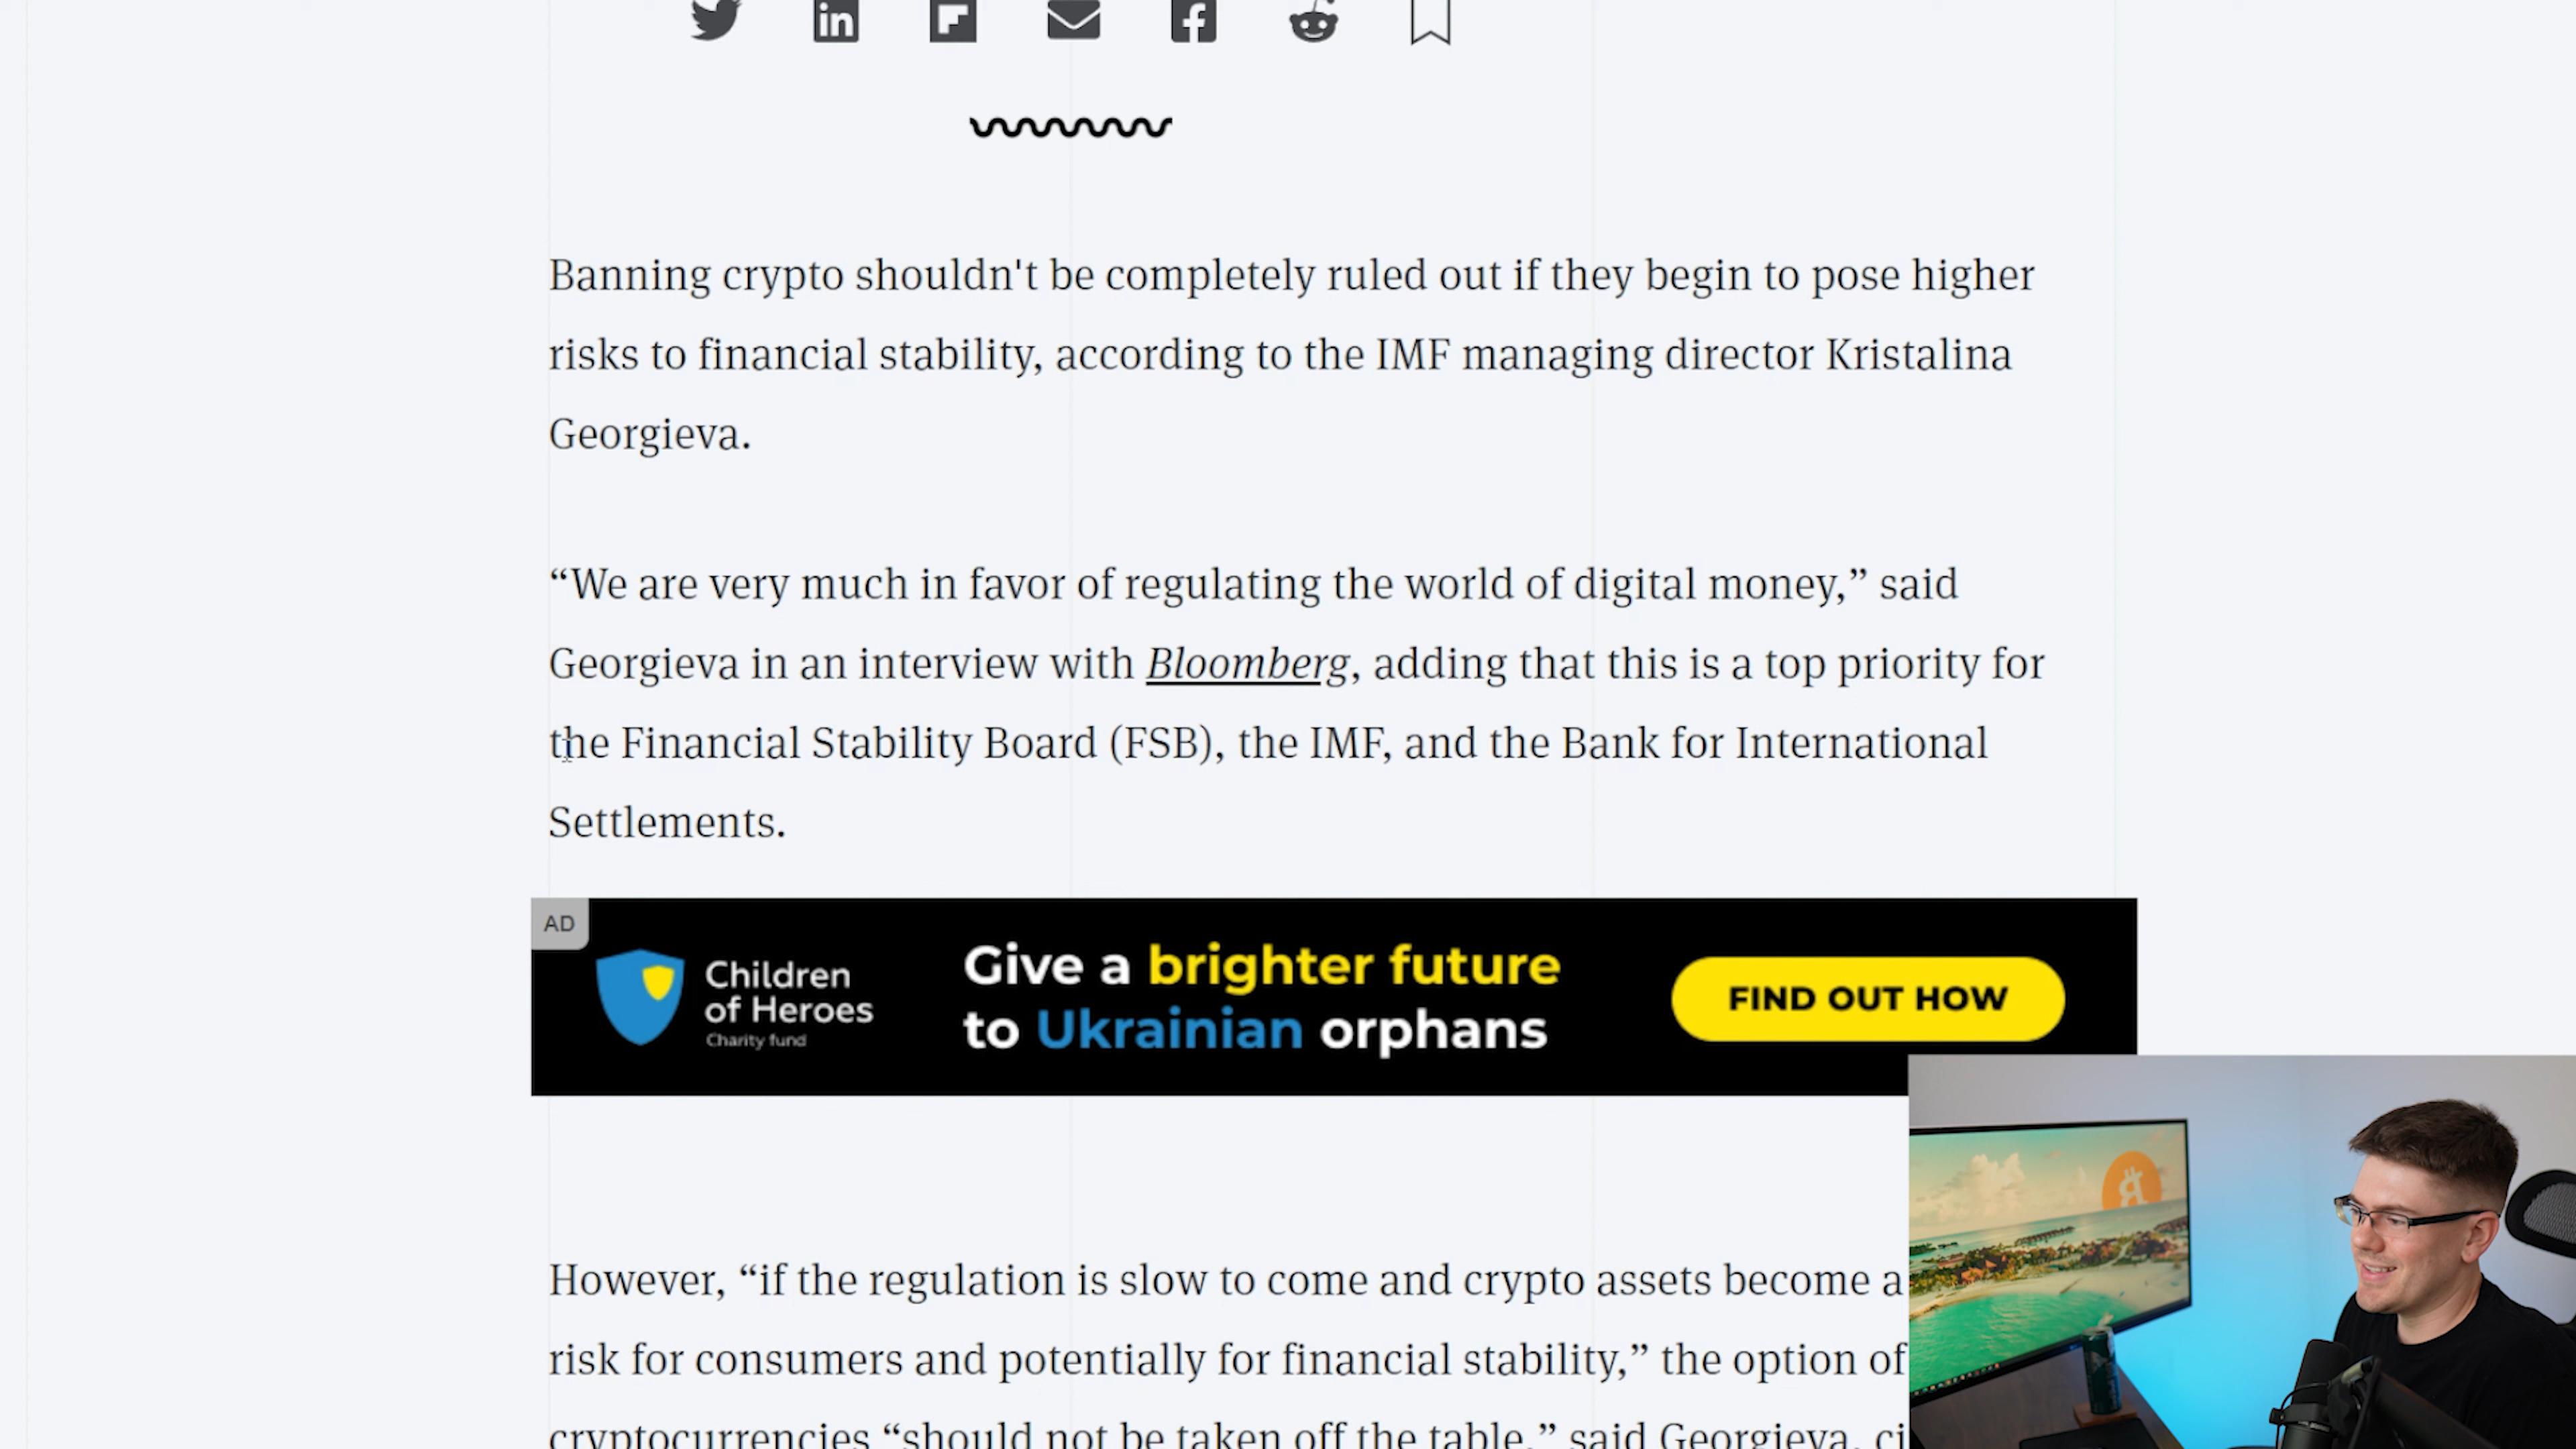 Banning crypto shouldn't be completely ruled out if they begin to pose higher
risks to financial stability, according to the IMF managing director Kristalina
Georgieva.
“We are very much in favor of regulating the world of digital money,” said
Georgieva in an interview with Bloomberg, adding that this is a top priority for
the Financial Stability Board (FSB), the IMF, and the Bank for International
Settlements.
AD
Children
of Heroes
Charity fund
Give a brighter future
to Ukrainian orphans
FIND OUT HOW
However, “if the regulation is slow to come and crypto assets become a
risk for consumers and potentially for financial stability,” the option of
cryptocurrencies “should not be taken off the table,” said Georgieva, ci